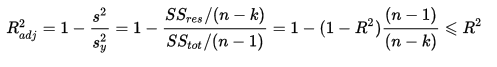 R²_adj = 1 − s²/s²_y = 1 − (SS_res/(n − k))/(SS_tot/(n − 1)) = 1 − (1 − R²) (n − 1)/(n − k) ⩽ R²